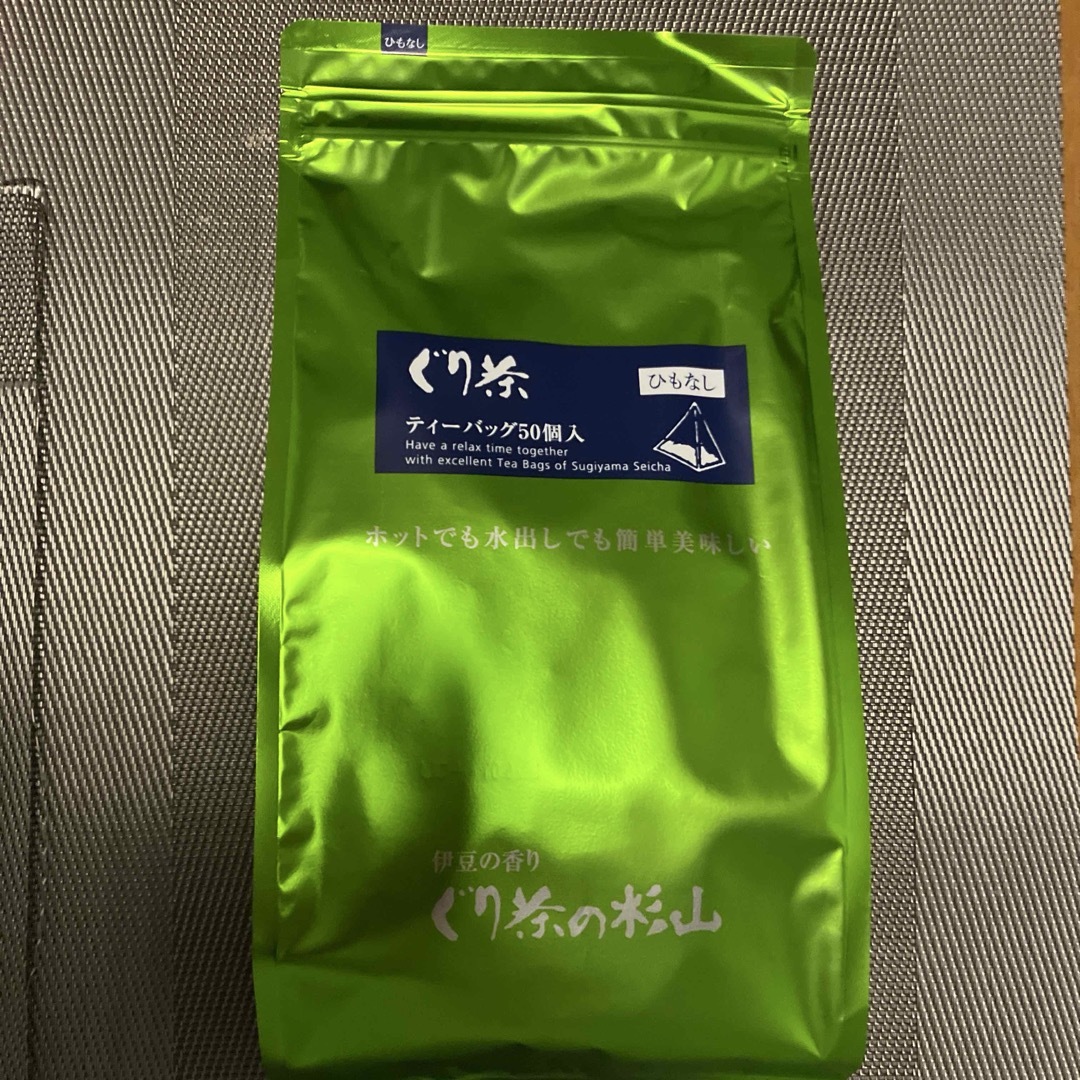 ひもなし
ぐり茶
ひもなし
ティーバッグ50個入
Have a relax time together
with excellent Tea Bags of Sugiyama Seicha
ホットでも水出しでも簡単美味しい
伊豆の香り
ぐり茶の杉山